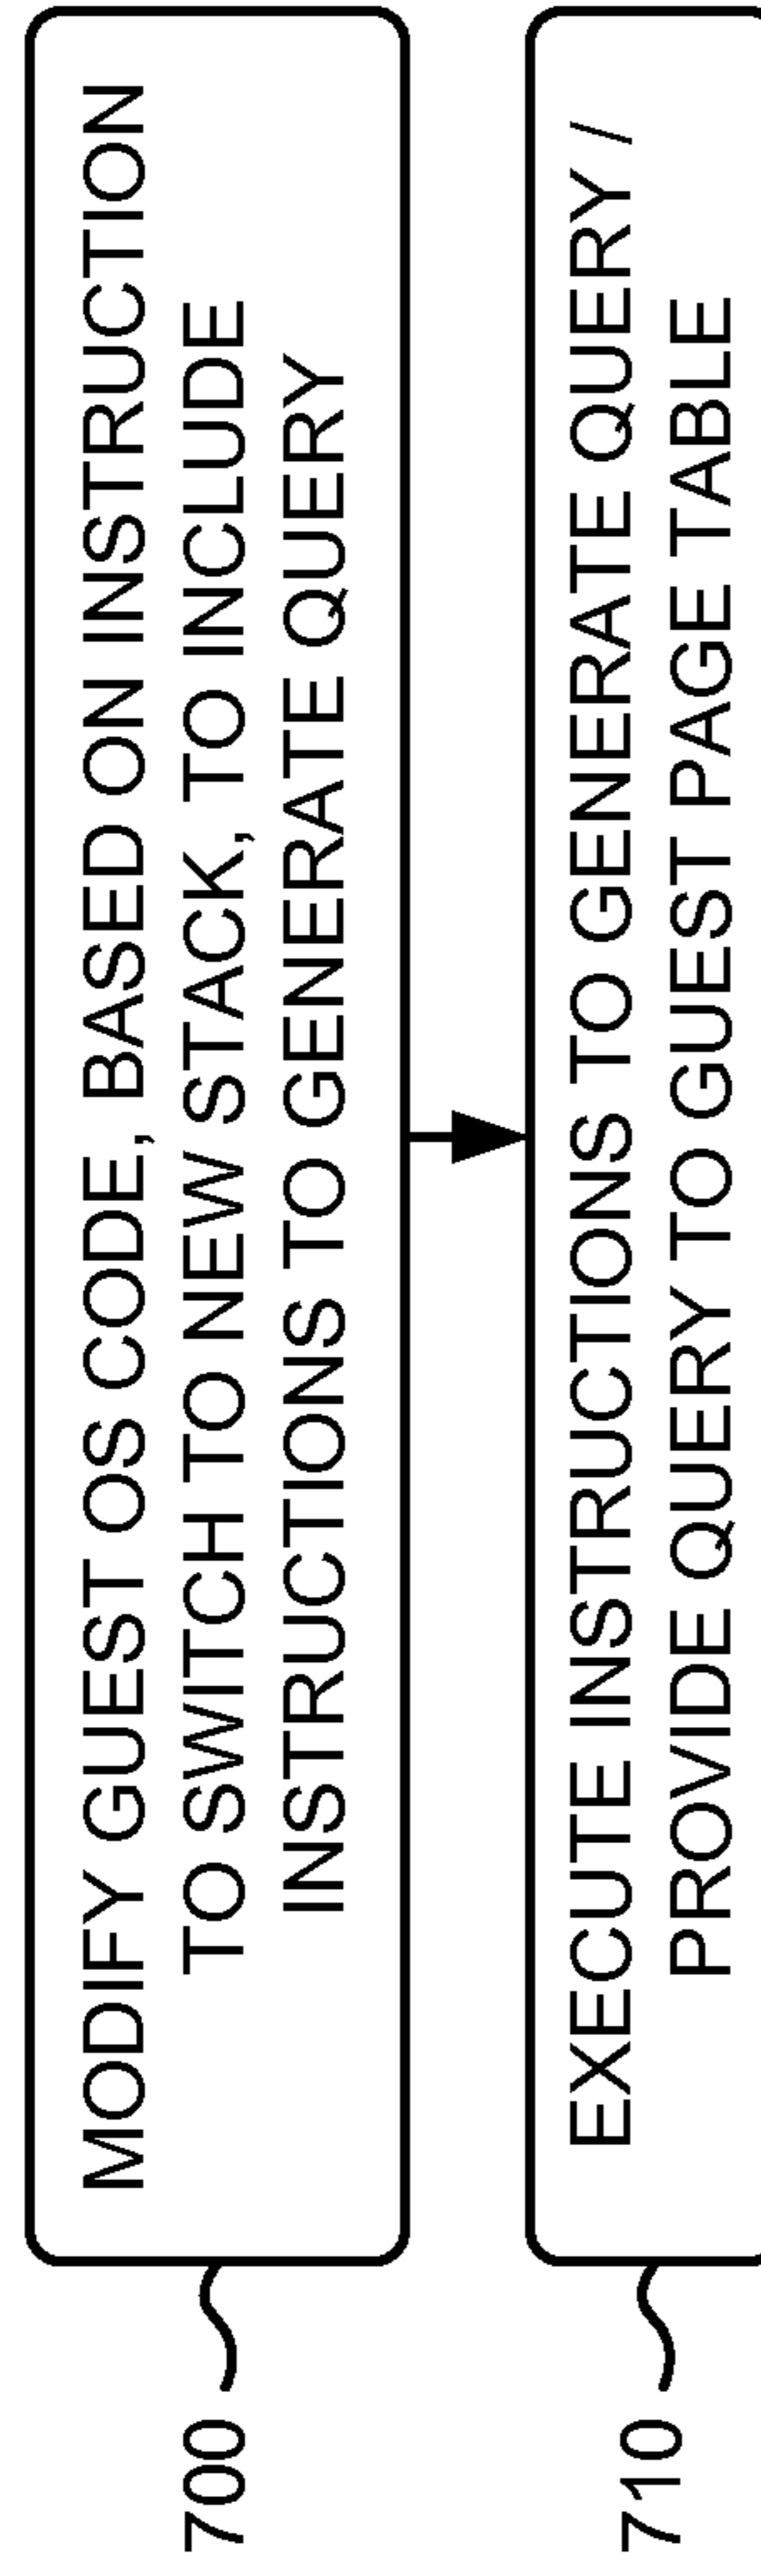 MODIFY GUEST OS CODE, BASED ON INSTRUCTION
TO SWITCH TO NEW STACK, TO INCLUDE
INSTRUCTIONS TO GENERATE QUERY
700
EXECUTE INSTRUCTIONS TO GENERATE QUERY /
PROVIDE QUERY TO GUEST PAGE TABLE
710